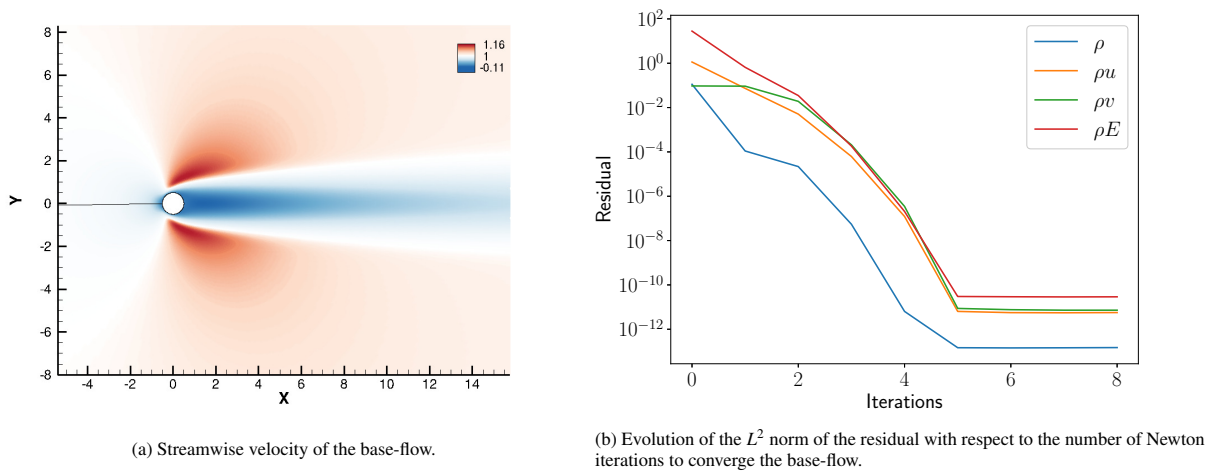 8
6
4
2
0
-2
-4
-6
-8
Y
-4 -2 0 2 4 6 8 10 12 14
X
1.16
1
-0.11
(a) Streamwise velocity of the base-flow.
10^2
10^0
10^-2
10^-4
10^-6
10^-8
10^-10
10^-12
Residual
0 2 4 6 8
Iterations
ρ
ρu
ρv
ρE
(b) Evolution of the L^2 norm of the residual with respect to the number of Newton
iterations to converge the base-flow.